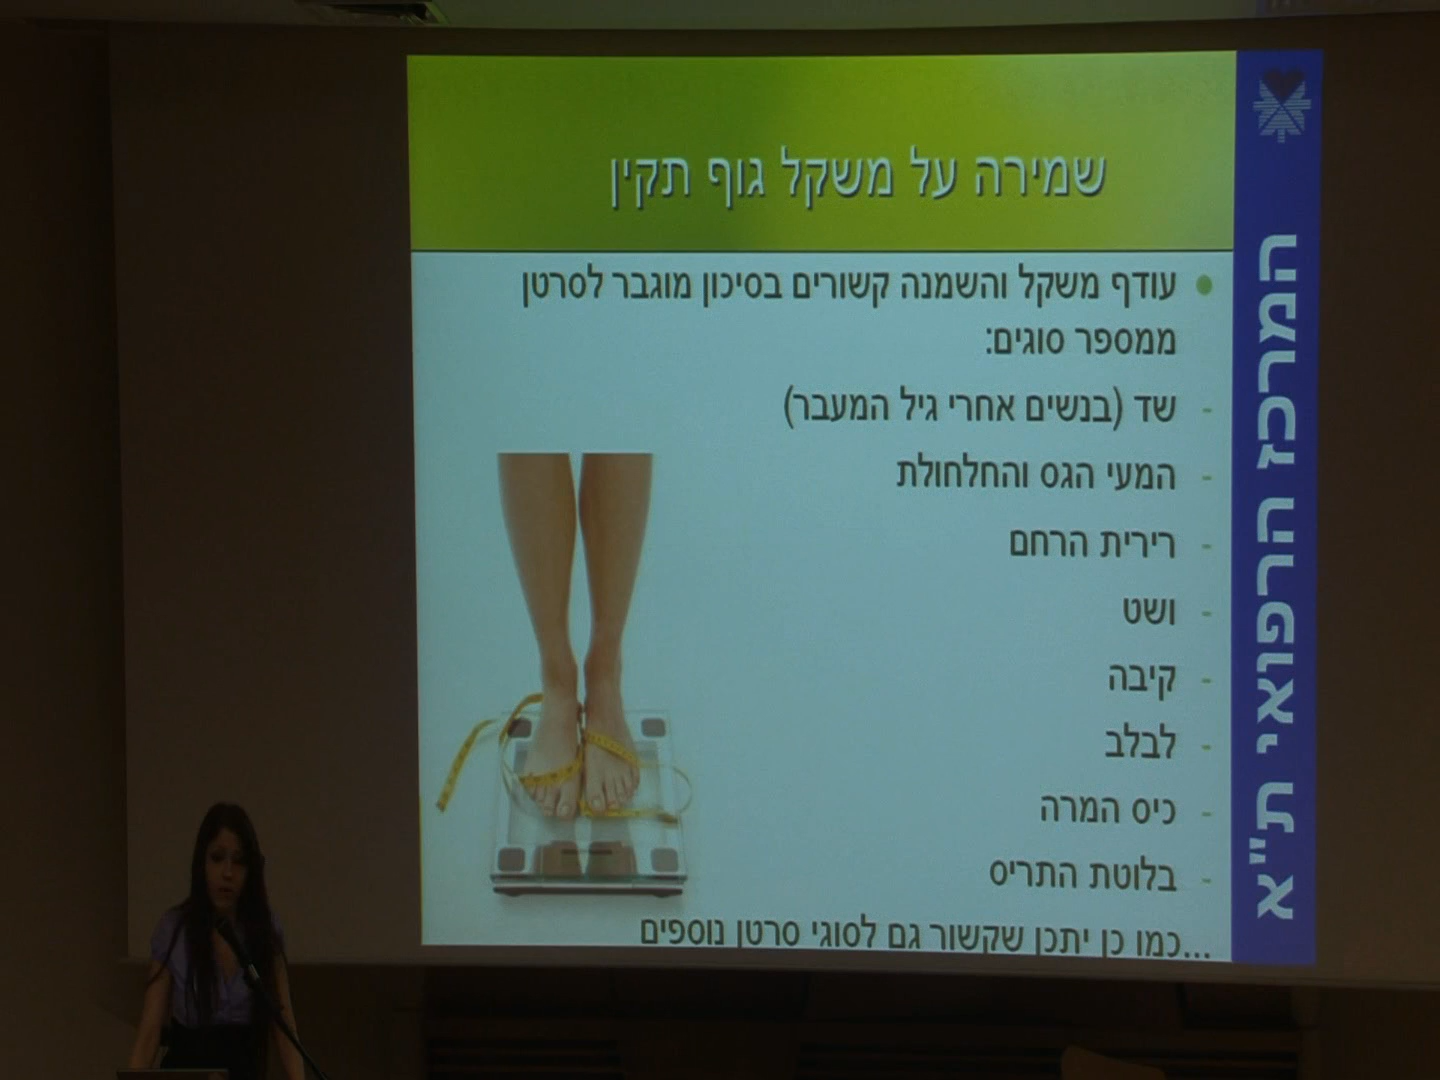 שמירה על משקל גוף תקין
● עודף משקל והשמנה קשורים בסיכון מוגבר לסרטן
ממספר סוגים:
- שד (בנשים אחרי גיל המעבר)
- המעי הגס והחלחולת
- רירית הרחם
- ושט
- קיבה
- לבלב
- כיס המרה
- בלוטת התריס
...כמו כן יתכן שקשור גם לסוגי סרטן נוספים
המרכז הרפואי ת"א